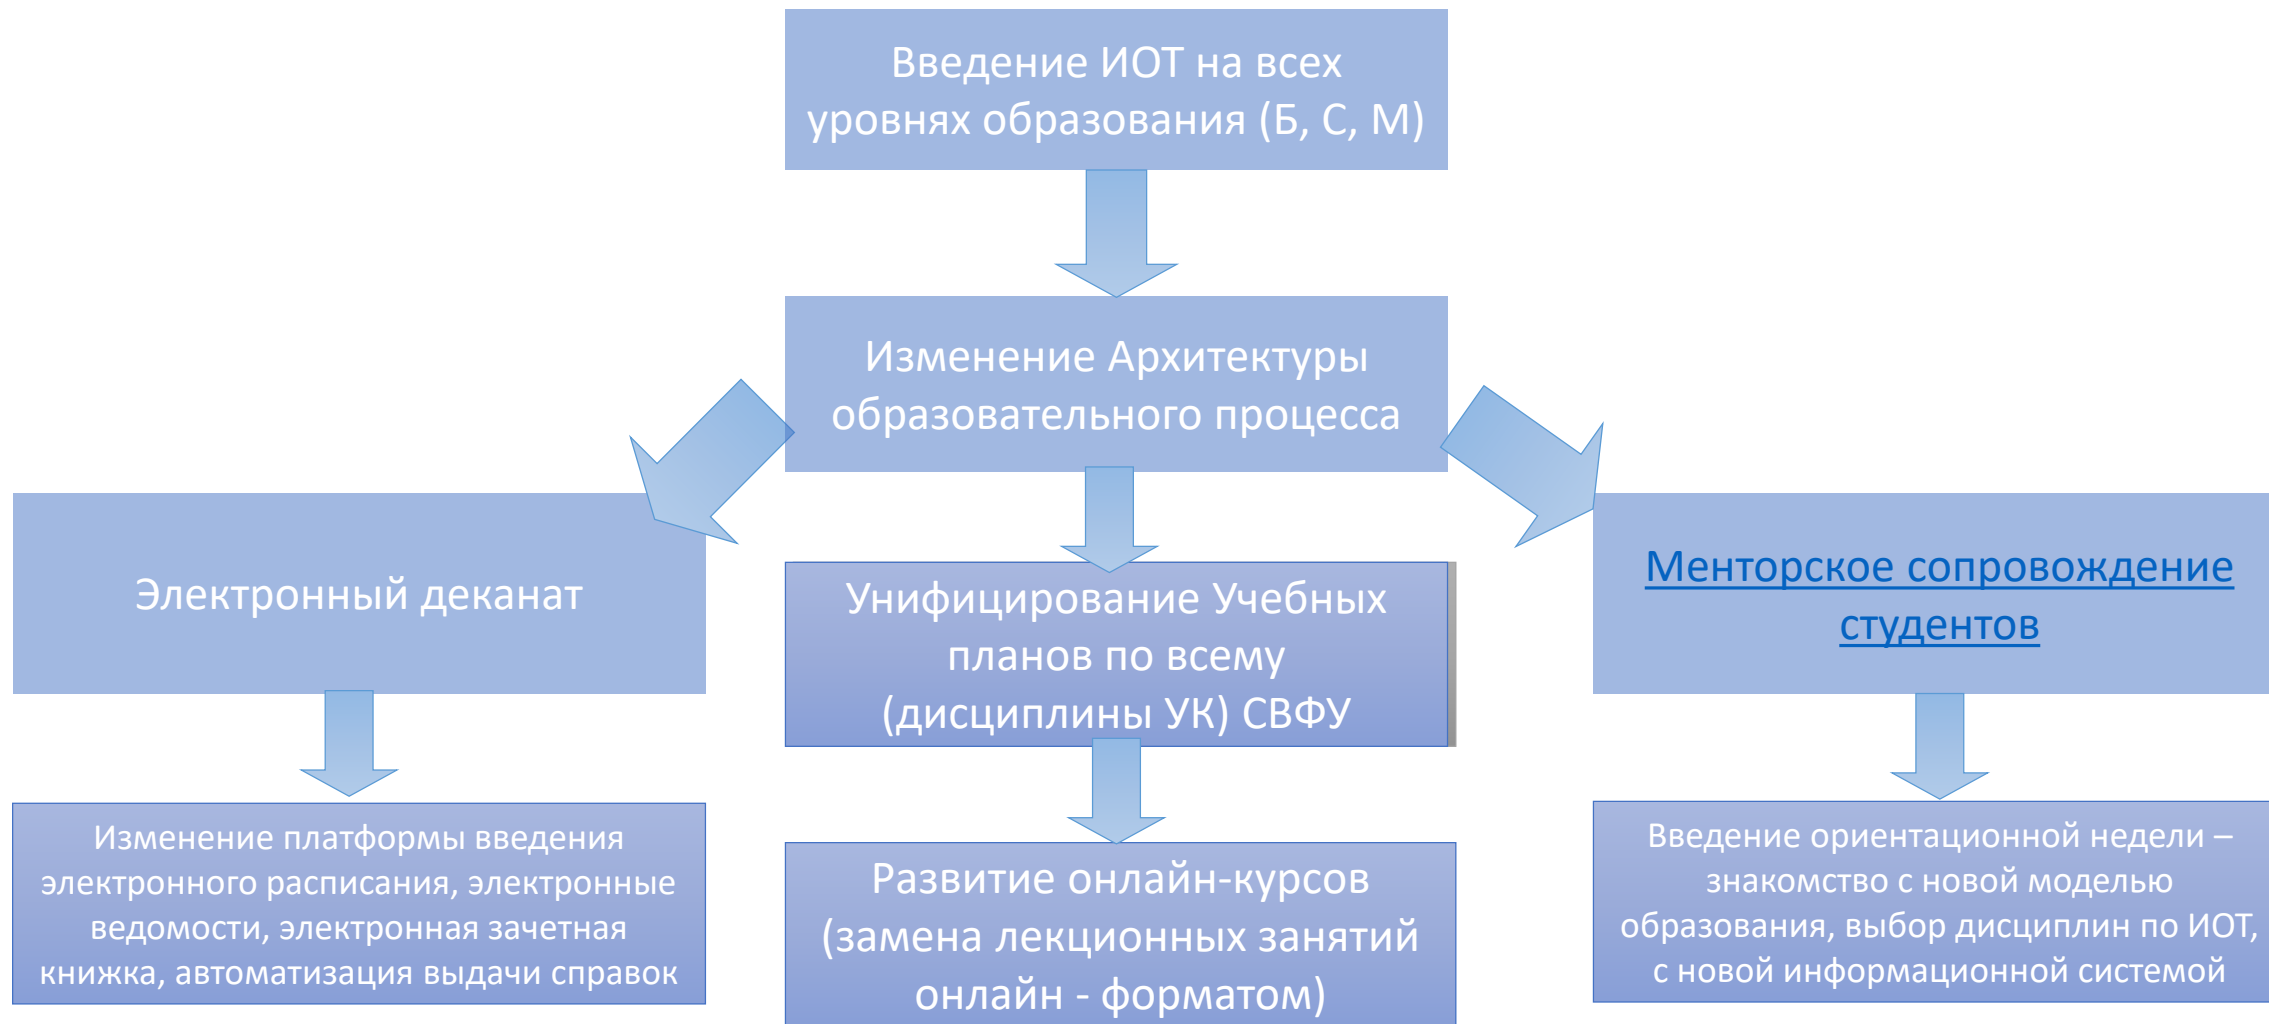 Введение ИОТ на всех
уровнях образования (Б, С, М)
Изменение Архитектуры
образовательного процесса
Электронный деканат
Унифицирование Учебных
планов по всему
(дисциплины УК) СВФУ
Менторское сопровождение
студентов
Изменение платформы введения
электронного расписания, электронные
ведомости, электронная зачетная
книжка, автоматизация выдачи справок
Развитие онлайн-курсов
(замена лекционных занятий
онлайн - форматом)
Введение ориентационной недели –
знакомство с новой моделью
образования, выбор дисциплин по ИОТ,
с новой информационной системой